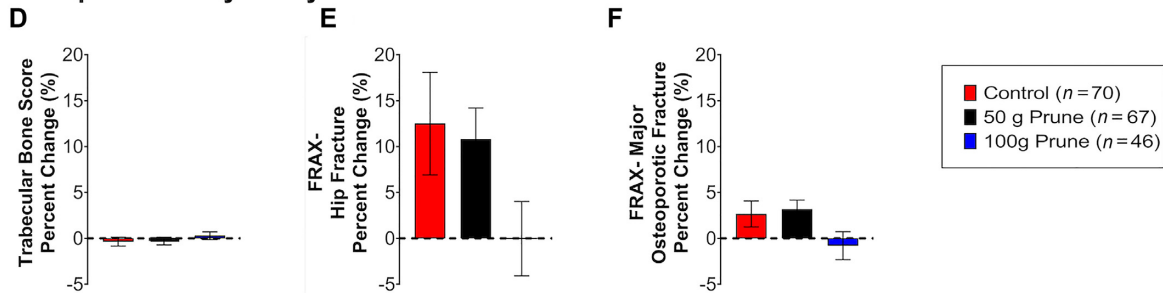 D
E
F
Trabecular Bone Score
Percent Change (%)
20
15
10
5
0
-5
FRAX-
Hip Fracture
Percent Change (%)
20
15
10
5
0
-5
FRAX- Major
Osteoporotic Fracture
Percent Change (%)
20
15
10
5
0
-5
Control (n=70)
50 g Prune (n=67)
100g Prune (n=46)